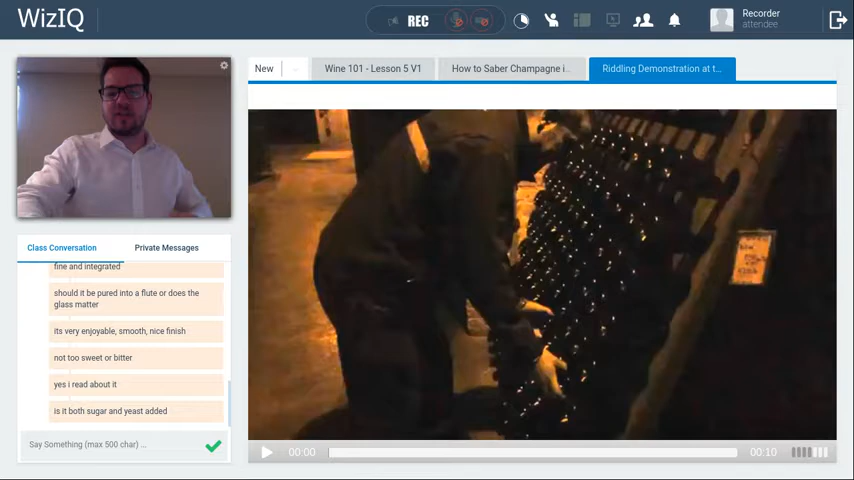 WizIQ
REC
Recorder
attendee
New
Wine 101 - Lesson 5 V1
How to Saber Champagne i...
Riddling Demonstration at t...
Class Conversation
Private Messages
fine and integrated
should it be pured into a flute or does the
glass matter
its very enjoyable, smooth, nice finish
not too sweet or bitter
yes i read about it
is it both sugar and yeast added
Say Something (max 500 char) ...
00:00
00:10